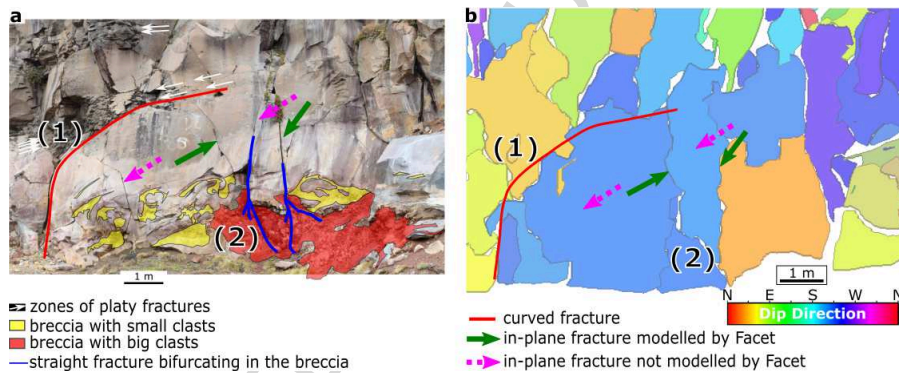 a
(1)
(2)
1 m
zones of platy fractures
breccia with small clasts
breccia with big clasts
straight fracture bifurcating in the breccia
b
(1)
(2)
1 m
N E S W N
Dip Direction
curved fracture
in-plane fracture modelled by Facet
in-plane fracture not modelled by Facet